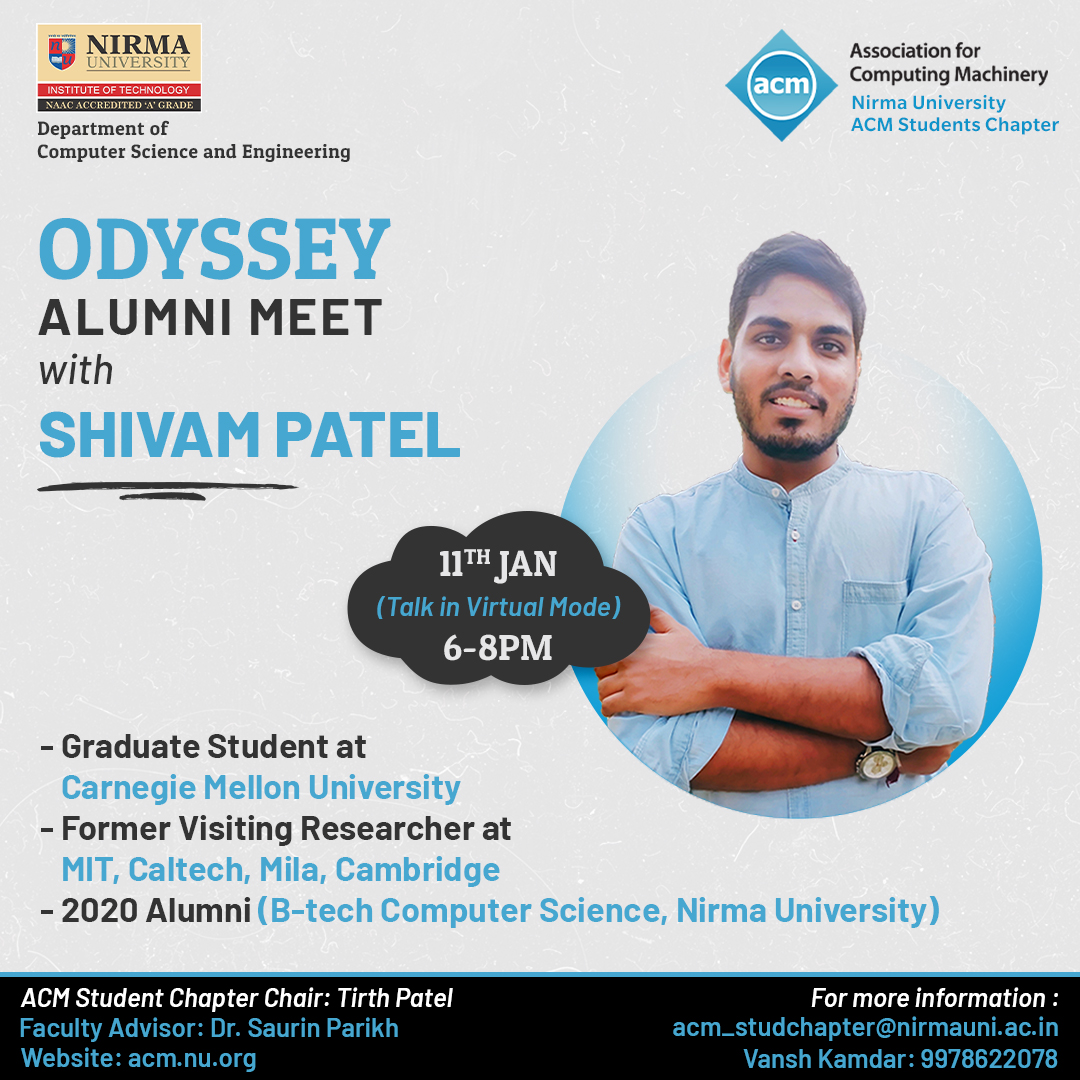 NIRMA
UNIVERSITY
INSTITUTE OF TECHNOLOGY
NAAC ACCREDITED 'A' GRADE
Department of
Computer Science and Engineering
acm
Association for
Computing Machinery
Nirma University
ACM Students Chapter
ODYSSEY
ALUMNI MEET
with
SHIVAM PATEL
11TH JAN
(Talk in Virtual Mode)
6-8PM
- Graduate Student at
Carnegie Mellon University
- Former Visiting Researcher at
MIT, Caltech, Mila, Cambridge
- 2020 Alumni (B-tech Computer Science, Nirma University)
ACM Student Chapter Chair: Tirth Patel
Faculty Advisor: Dr. Saurin Parikh
Website: acm.nu.org
For more information :
acm_studchapter@nirmauni.ac.in
Vansh Kamdar: 9978622078